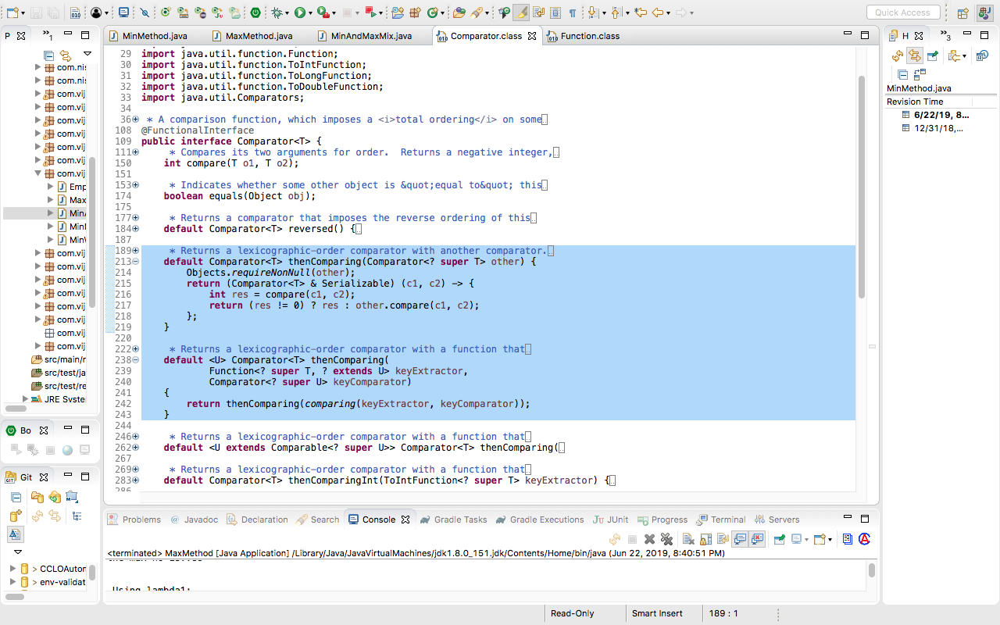 Quick Access
P
1
MinMethod.java
MaxMethod.java
MinAndMaxMix.java
Comparator.class
Function.class
H
3
com.nis
com.nis
com.vij
com.vij
com.vij
com.vij
com.vij
com.vij
com.vij
Emp
Max
MinA
MinI
MinV
com.vij
com.vij
com.vij
com.vij
com.vij
com.vij
com.vij
com.vij
src/main/r
src/test/ja
src/test/re
JRE Syster
Bo
Git
> CCLOAutor
> env-validat
29 import java.util.function.Function;
30 import java.util.function.ToIntFunction;
31 import java.util.function.ToLongFunction;
32 import java.util.function.ToDoubleFunction;
33 import java.util.Comparators;
34
36 * A comparison function, which imposes a <i>total ordering</i> on some
108 @FunctionalInterface
109 public interface Comparator<T> {
111 * Compares its two arguments for order.  Returns a negative integer,
150 int compare(T o1, T o2);
151
153 * Indicates whether some other object is &quot;equal to&quot; this
174 boolean equals(Object obj);
175
177 * Returns a comparator that imposes the reverse ordering of this
184 default Comparator<T> reversed() {
187
189 * Returns a lexicographic-order comparator with another comparator.
213 default Comparator<T> thenComparing(Comparator<? super T> other) {
214 Objects.requireNonNull(other);
215 return (Comparator<T> & Serializable) (c1, c2) -> {
216 int res = compare(c1, c2);
217 return (res != 0) ? res : other.compare(c1, c2);
218 };
219 }
220
222 * Returns a lexicographic-order comparator with a function that
238 default <U> Comparator<T> thenComparing(
239 Function<? super T, ? extends U> keyExtractor,
240 Comparator<? super U> keyComparator)
241 {
242 return thenComparing(comparing(keyExtractor, keyComparator));
243 }
244
246 * Returns a lexicographic-order comparator with a function that
262 default <U extends Comparable<? super U>> Comparator<T> thenComparing(
267
269 * Returns a lexicographic-order comparator with a function that
283 default Comparator<T> thenComparingInt(ToIntFunction<? super T> keyExtractor) {
286
MinMethod.java
Revision Time
6/22/19, 8...
12/31/18,...
Problems
Javadoc
Declaration
Search
Console
Gradle Tasks
Gradle Executions
JUnit
Progress
Terminal
Servers
<terminated> MaxMethod [Java Application] /Library/Java/JavaVirtualMachines/jdk1.8.0_151.jdk/Contents/Home/bin/java (Jun 22, 2019, 8:40:51 PM)
Using lambda1:
Read-Only
Smart Insert
189 : 1